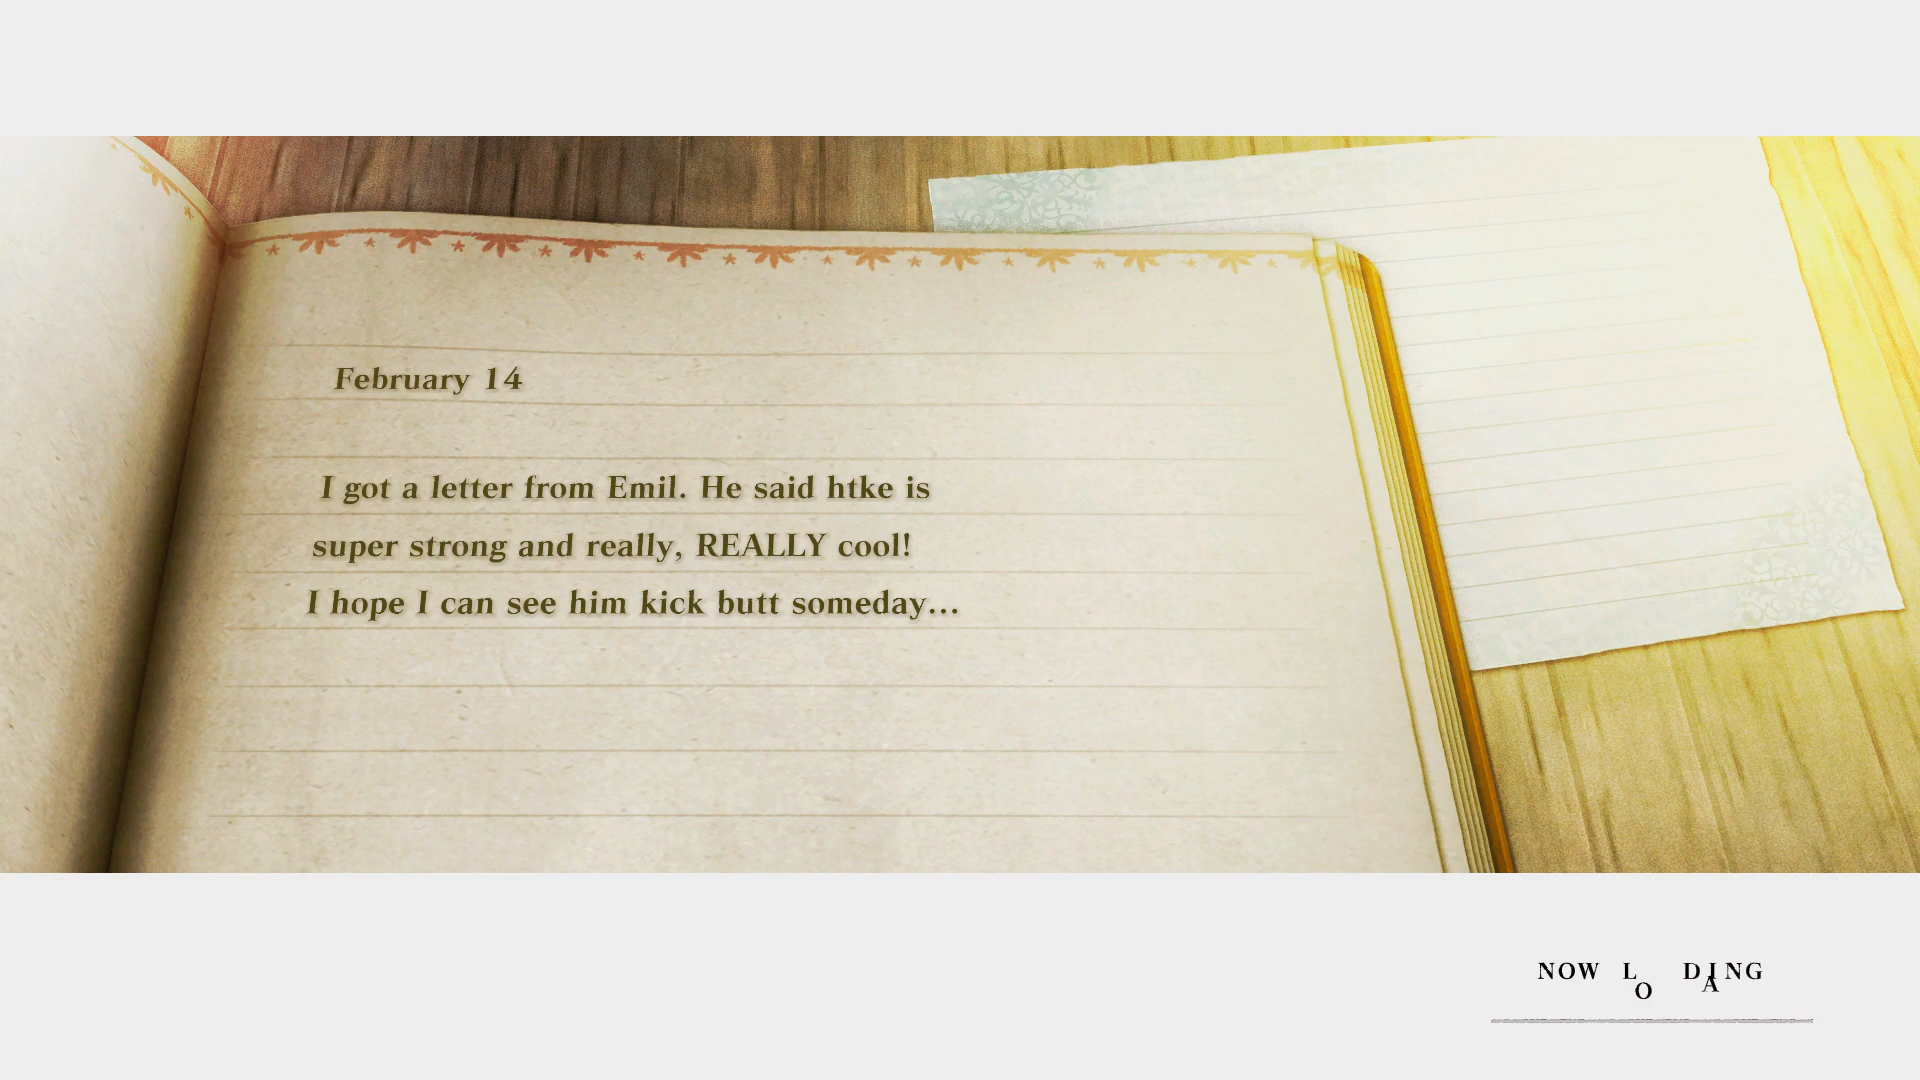 February 14
I got a letter from Emil. He said htke is
super strong and really, REALLY cool!
I hope I can see him kick butt someday...
NOW LOADING